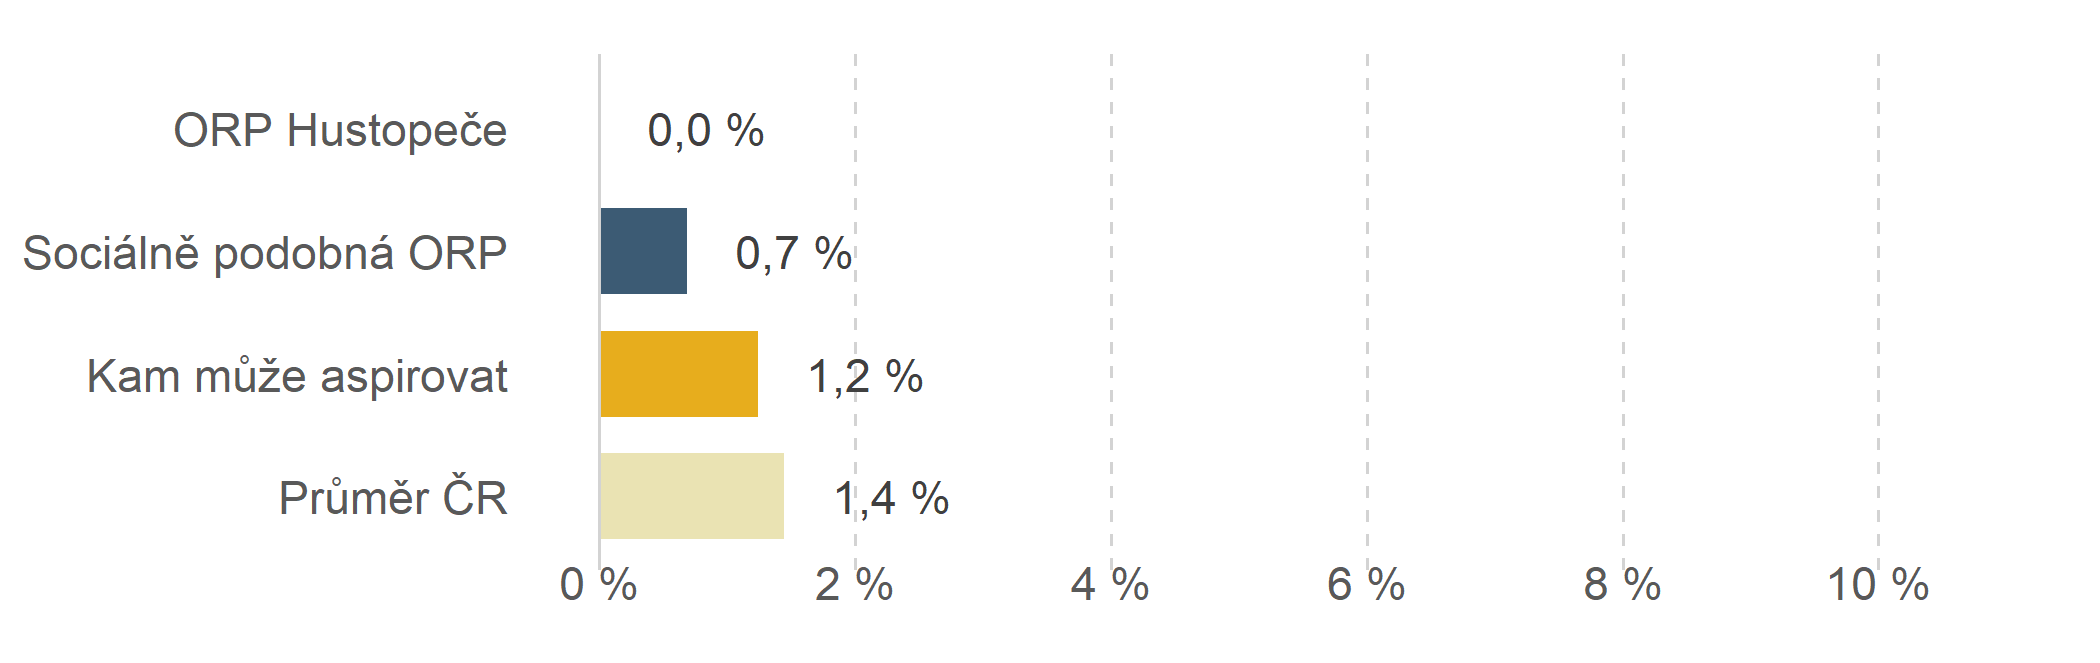 ORP Hustopeče 0,0 %
Sociálně podobná ORP 0,7 %
Kam může aspirovat 1,2 %
Průměr ČR 1,4 %
0 % 2 % 4 % 6 % 8 % 10 %